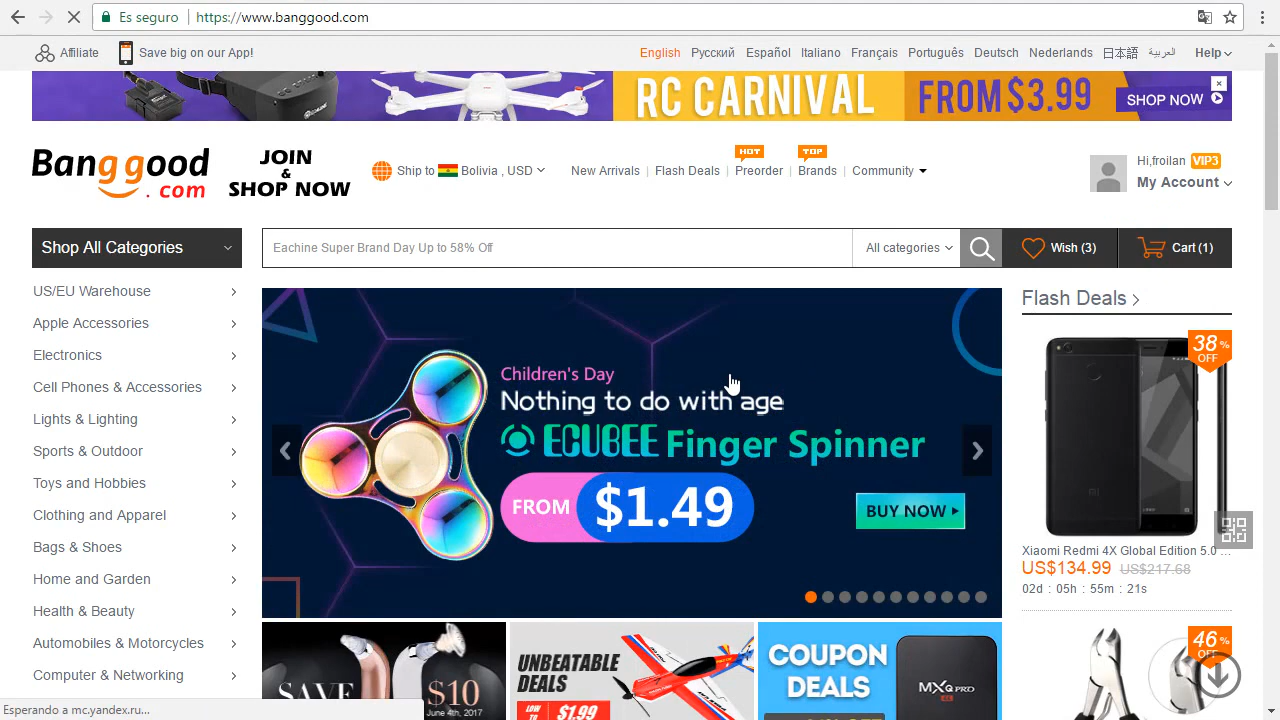 Es seguro https://www.banggood.com
Affiliate Save big on our App! English Русский Español Italiano Français Português Deutsch Nederlands 日本語 العربية Help
RC CARNIVAL FROM $3.99 SHOP NOW
Banggood.com
JOIN
&
SHOP NOW
Ship to Bolivia , USD
HOT TOP
New Arrivals Flash Deals Preorder Brands Community
Hi,froilan VIP3
My Account
Shop All Categories
Eachine Super Brand Day Up to 58% Off All categories
Wish (3) Cart (1)
US/EU Warehouse
Apple Accessories
Electronics
Cell Phones & Accessories
Lights & Lighting
Sports & Outdoor
Toys and Hobbies
Clothing and Apparel
Bags & Shoes
Home and Garden
Health & Beauty
Automobiles & Motorcycles
Computer & Networking
Children's Day
Nothing to do with age
ECUBEE Finger Spinner
FROM $1.49
BUY NOW
Flash Deals
38%
OFF
Xiaomi Redmi 4X Global Edition 5.0 ...
US$134.99 US$217.68
02d : 05h : 55m : 21s
46%
OFF
SAVE $10
June 4th, 2017
UNBEATABLE
DEALS
LOW
TO $1.99
COUPON
DEALS
MXQ PRO
Esperando a mc.yandex.ru...